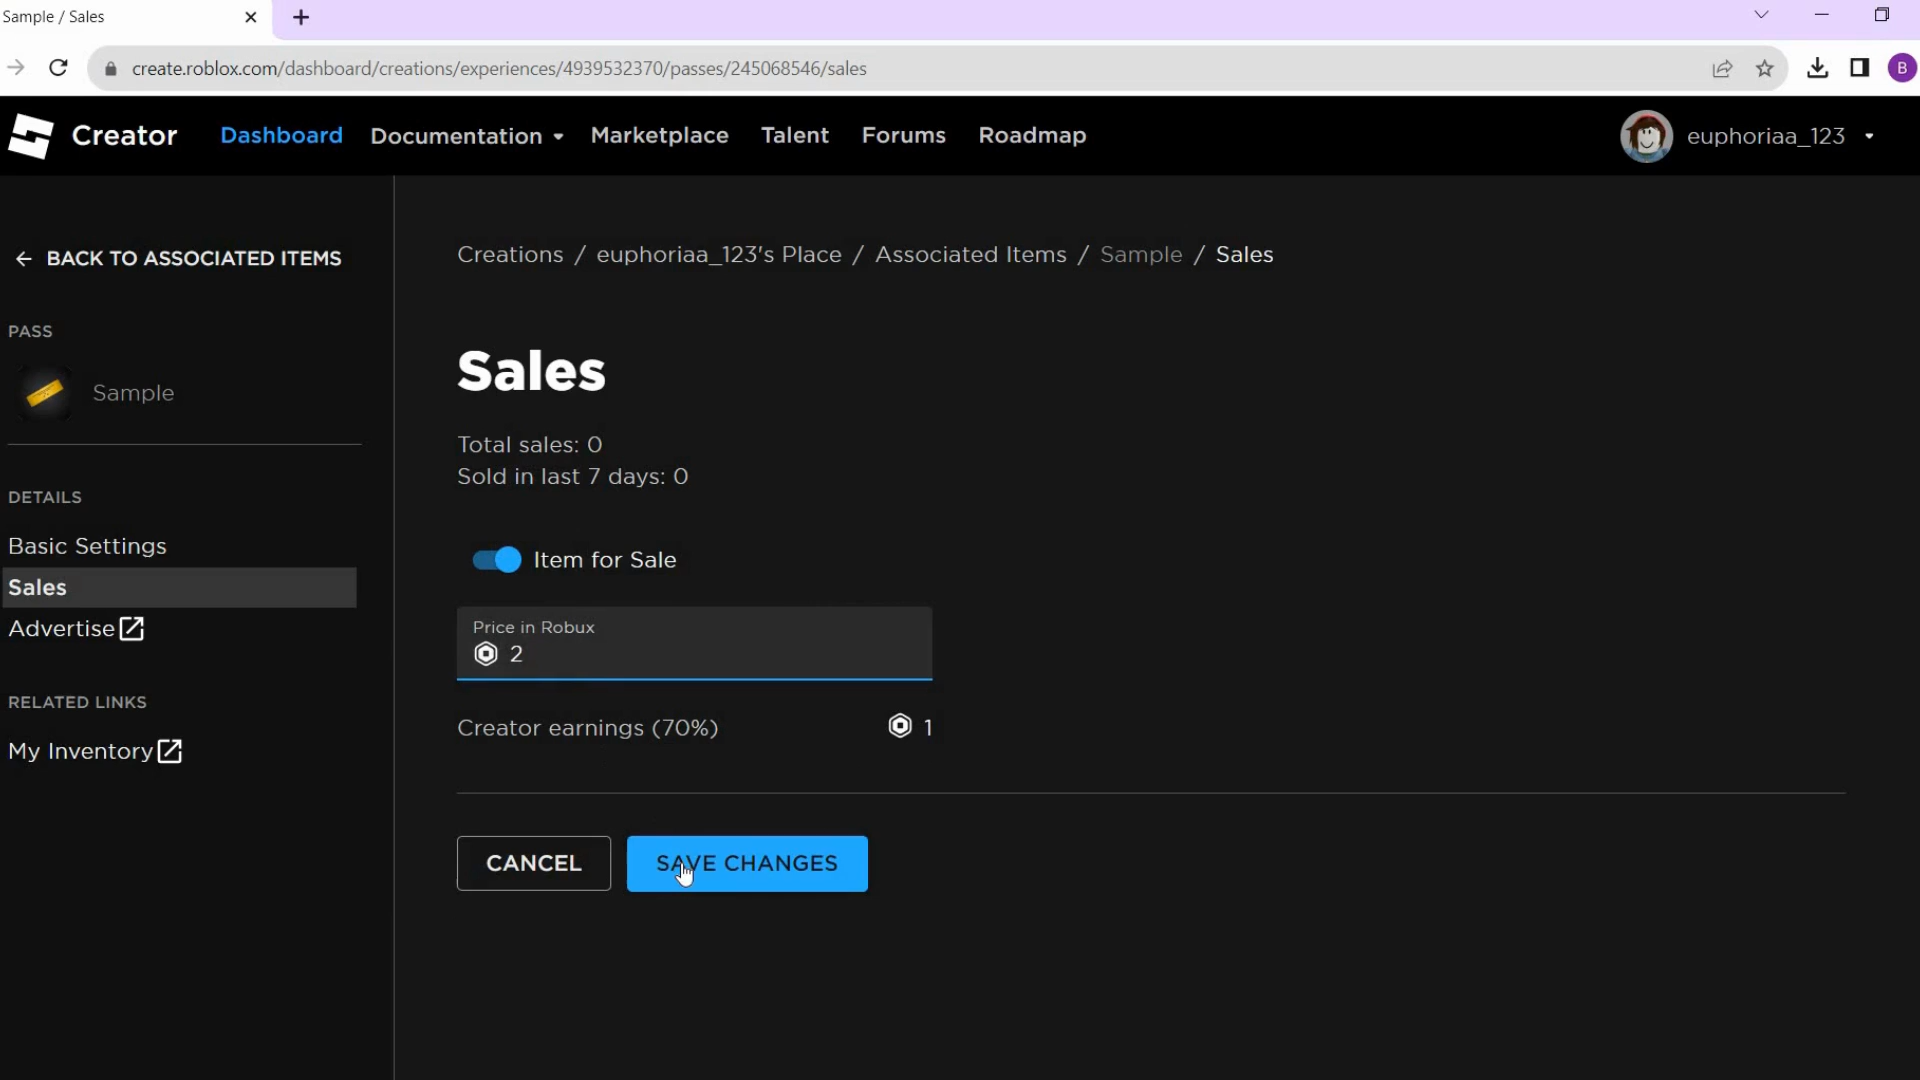 Sample / Sales
create.roblox.com/dashboard/creations/experiences/4939532370/passes/245068546/sales
B
Creator Dashboard Documentation Marketplace Talent Forums Roadmap euphoriaa_123
← BACK TO ASSOCIATED ITEMS
PASS
Sample
DETAILS
Basic Settings
Sales
Advertise
RELATED LINKS
My Inventory
Creations / euphoriaa_123's Place / Associated Items / Sample / Sales
Sales
Total sales: 0
Sold in last 7 days: 0
Item for Sale
Price in Robux
2
Creator earnings (70%) 1
CANCEL SAVE CHANGES